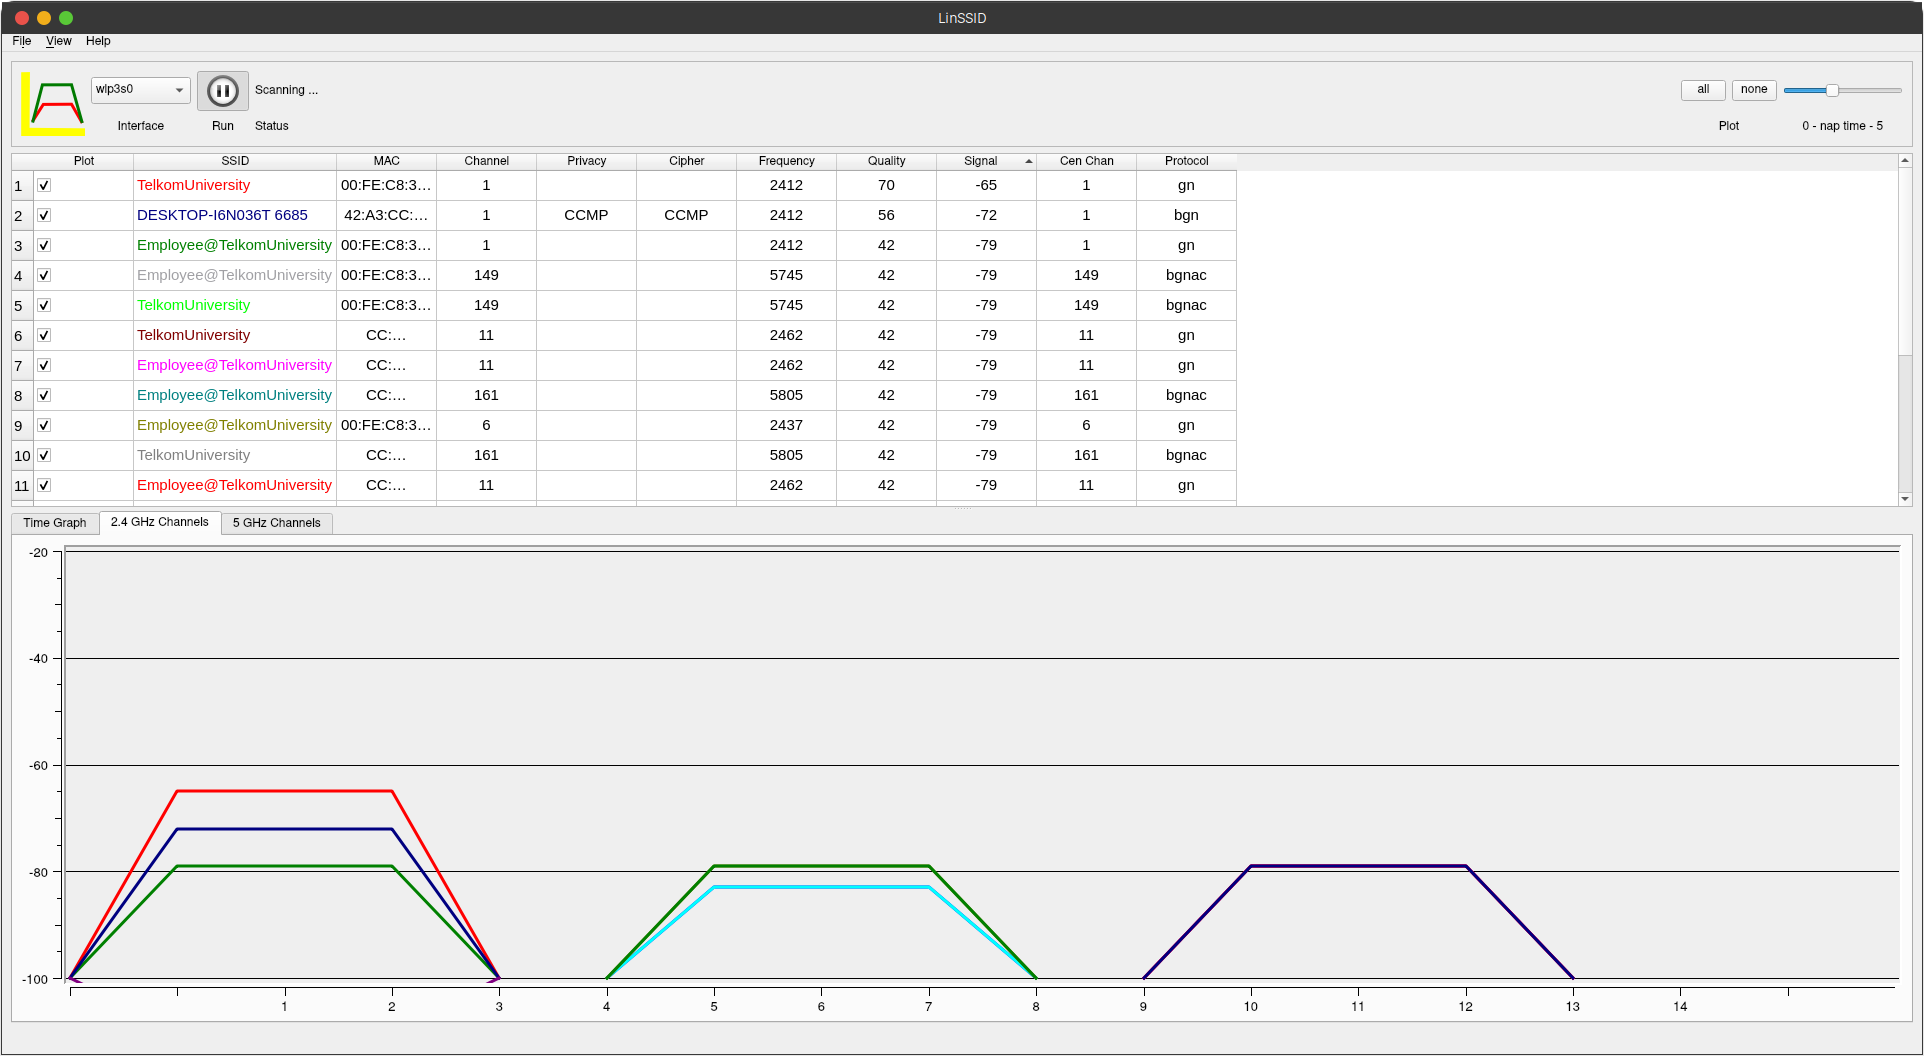 LinSSID
File View Help
wlp3s0 Scanning ... all none
Interface Run Status Plot 0 - nap time - 5
Plot SSID MAC Channel Privacy Cipher Frequency Quality Signal Cen Chan Protocol
1 TelkomUniversity 00:FE:C8:3... 1 2412 70 -65 1 gn
2 DESKTOP-I6N036T 6685 42:A3:CC:... 1 CCMP CCMP 2412 56 -72 1 bgn
3 Employee@TelkomUniversity 00:FE:C8:3... 1 2412 42 -79 1 gn
4 Employee@TelkomUniversity 00:FE:C8:3... 149 5745 42 -79 149 bgnac
5 TelkomUniversity 00:FE:C8:3... 149 5745 42 -79 149 bgnac
6 TelkomUniversity CC:... 11 2462 42 -79 11 gn
7 Employee@TelkomUniversity CC:... 11 2462 42 -79 11 gn
8 Employee@TelkomUniversity CC:... 161 5805 42 -79 161 bgnac
9 Employee@TelkomUniversity 00:FE:C8:3... 6 2437 42 -79 6 gn
10 TelkomUniversity CC:... 161 5805 42 -79 161 bgnac
11 Employee@TelkomUniversity CC:... 11 2462 42 -79 11 gn
Time Graph 2.4 GHz Channels 5 GHz Channels
-20
-40
-60
-80
-100
1 2 3 4 5 6 7 8 9 10 11 12 13 14